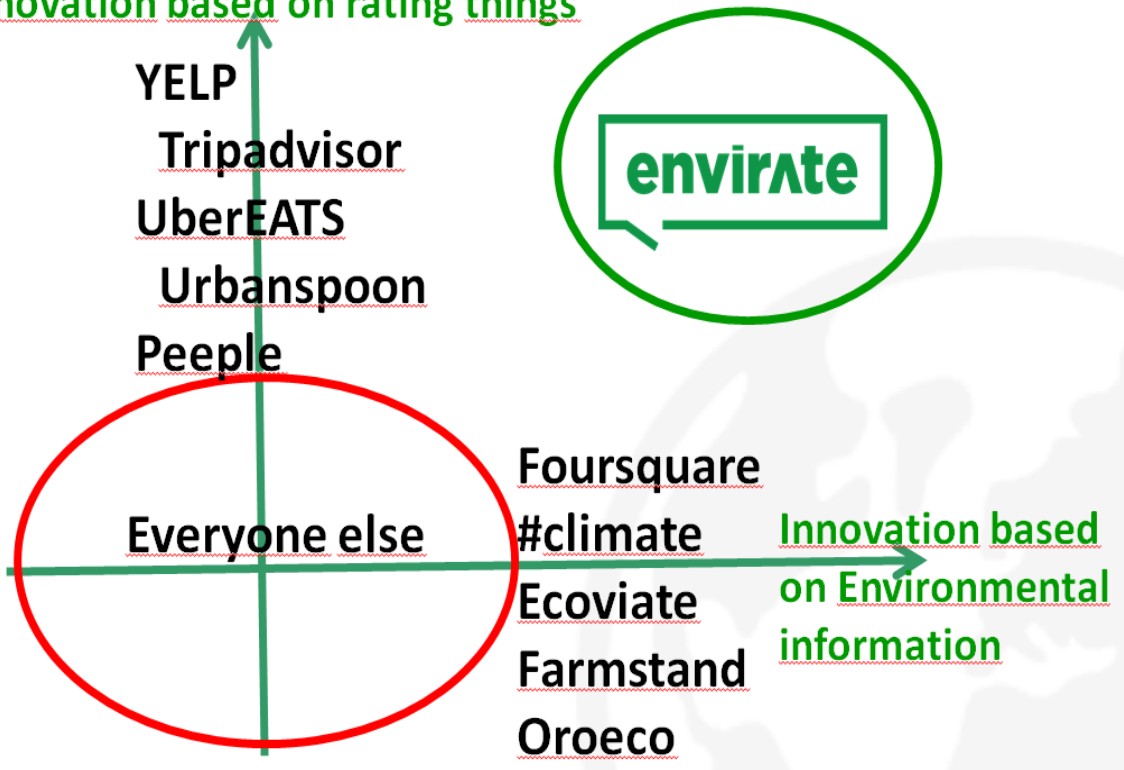 novation based on rating things
YELP
Tripadvisor
UberEATS
Urbanspoon
Peeple
envirate
Everyone else
Foursquare
#climate
Ecoviate
Farmstand
Oroeco
Innovation based
on Environmental
information